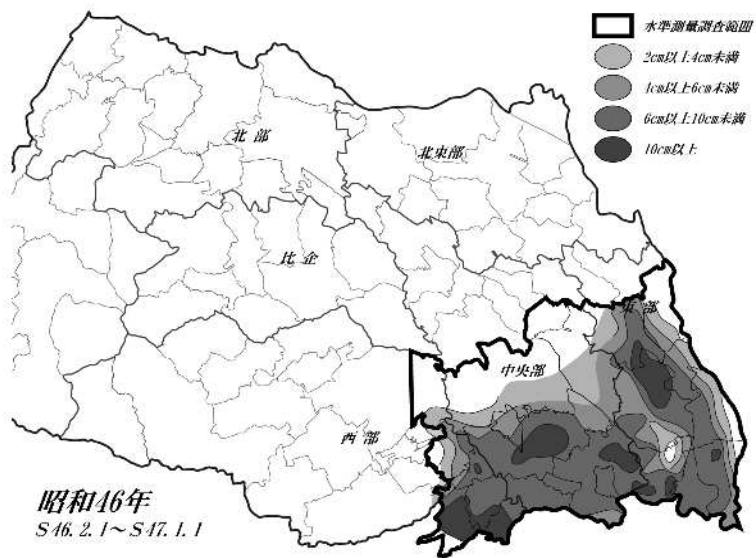 水準測量調査範囲
2cm以上4cm未満
4cm以上6cm未満
6cm以上10cm未満
10cm以上
北部
北東部
比企
東部
中央部
西部
昭和46年
S46.2.1～S47.1.1